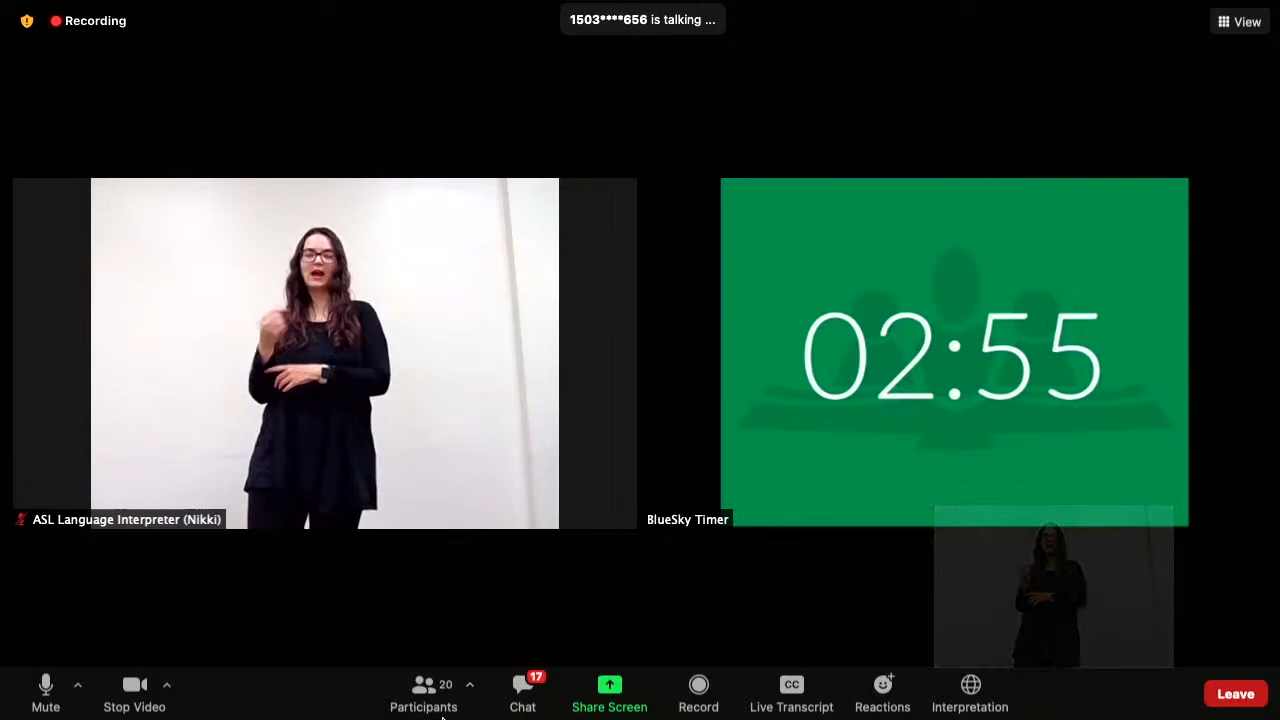 Recording
1503****656 is talking ...
View
02:55
ASL Language Interpreter (Nikki)
BlueSky Timer
Mute
Stop Video
20
Participants
17
Chat
Share Screen
Record
CC
Live Transcript
Reactions
Interpretation
Leave